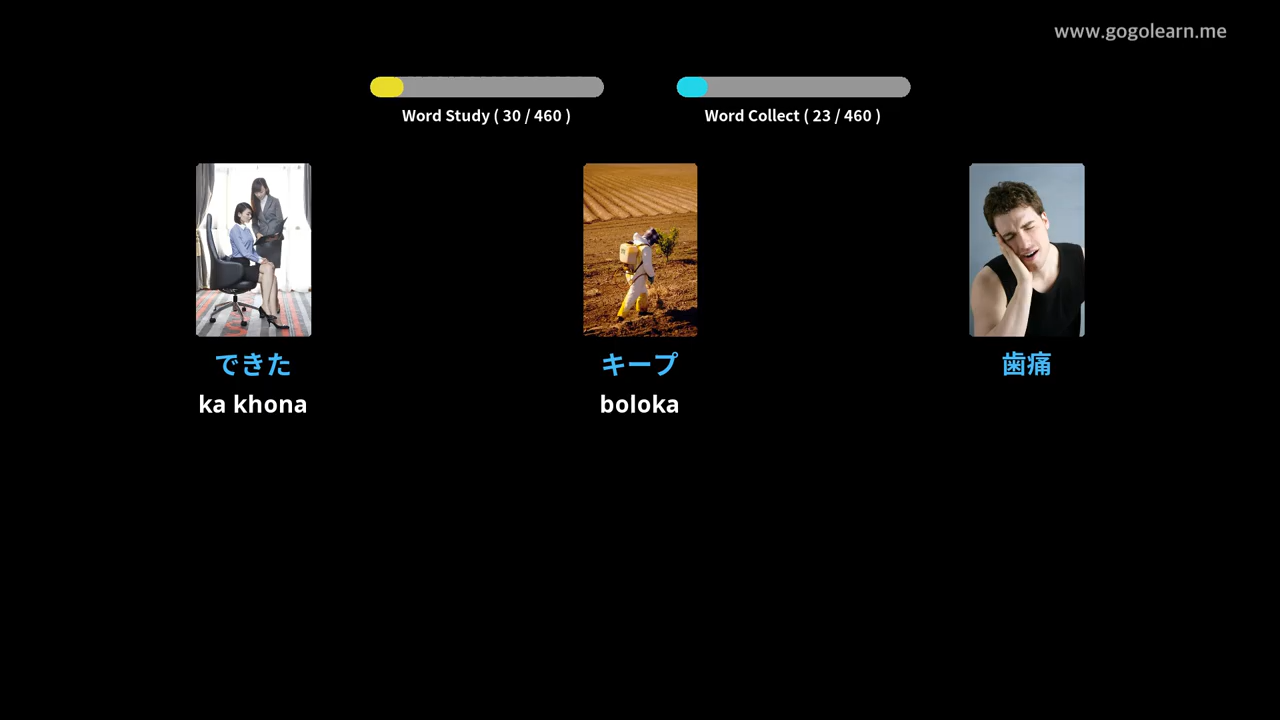 www.gogolearn.me
Word Study ( 30 / 460 )
Word Collect ( 23 / 460 )
できた
キープ
歯痛
ka khona
boloka